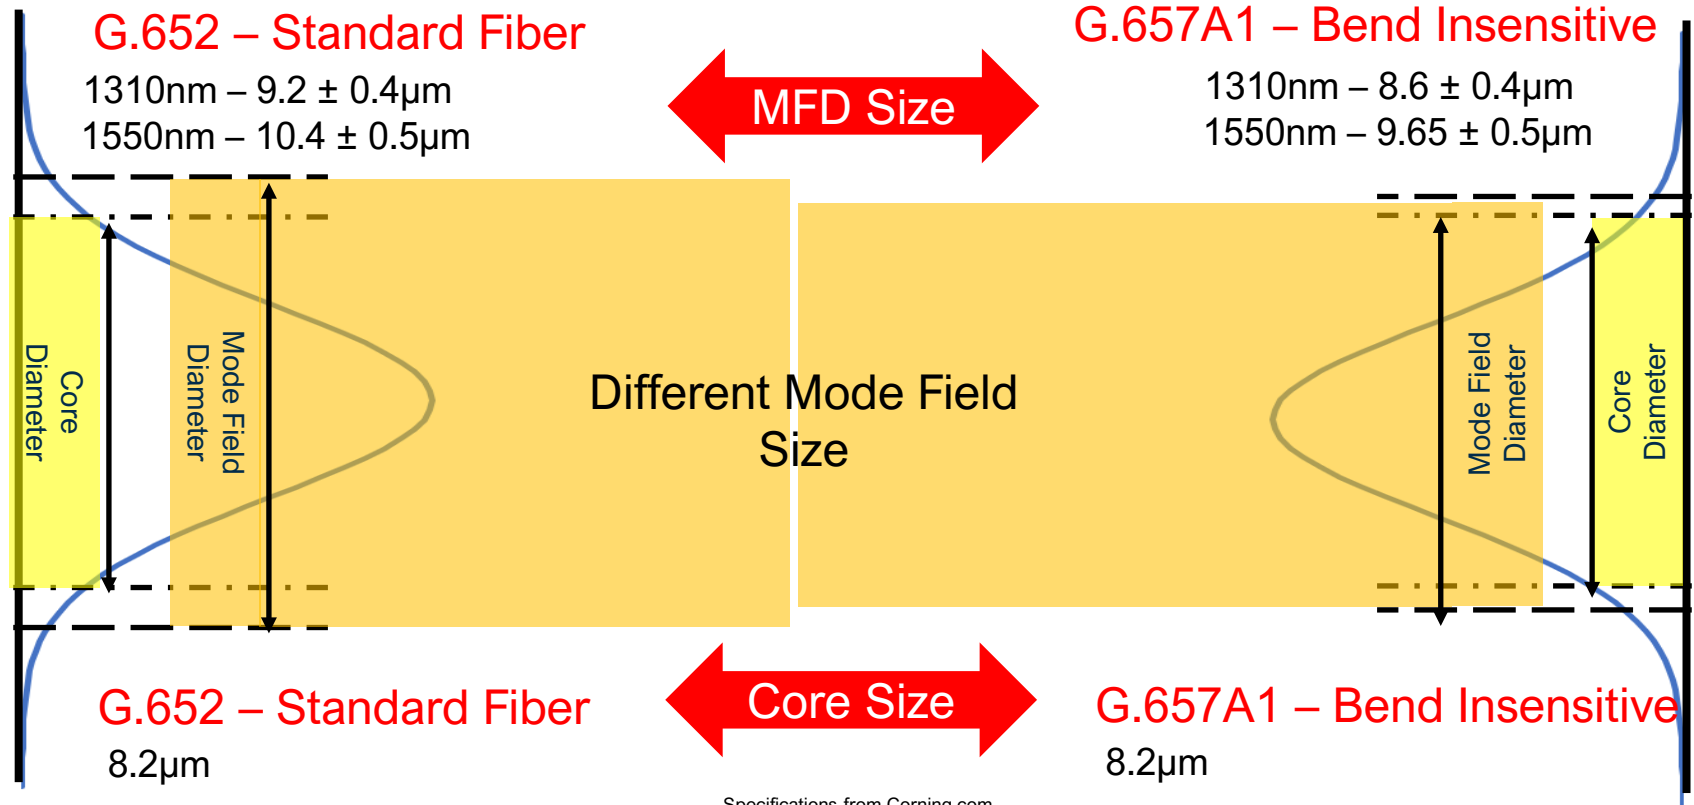 G.652 – Standard Fiber
1310nm – 9.2 ± 0.4µm
1550nm – 10.4 ± 0.5µm
MFD Size
G.657A1 – Bend Insensitive
1310nm – 8.6 ± 0.4µm
1550nm – 9.65 ± 0.5µm
Core
Diameter
Mode Field
Diameter
Different Mode Field
Size
Mode Field
Diameter
Core
Diameter
G.652 – Standard Fiber
8.2µm
Core Size
G.657A1 – Bend Insensitive
8.2µm
Specifications from Corning.com